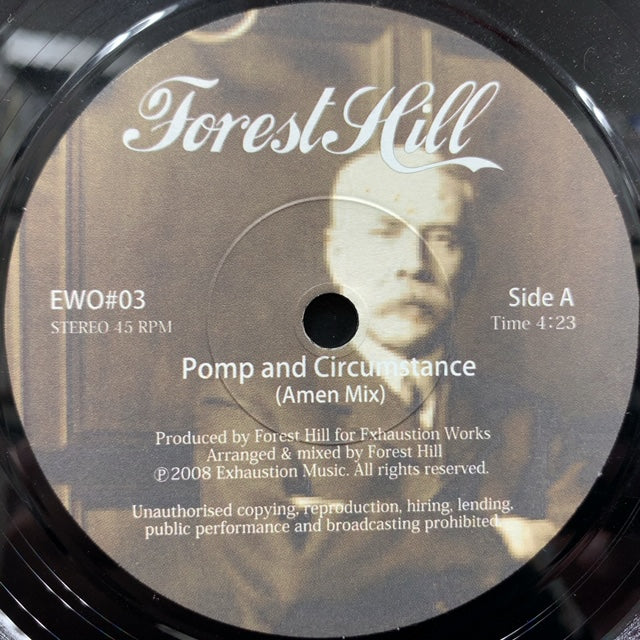 Forest Hill
EWO#03
Side A
STEREO 45 RPM
Time 4:23
Pomp and Circumstance
(Amen Mix)
Produced by Forest Hill for Fxhaustion Works
Arranged & mixed by Forest Hill
℗2008 Exhaustion Music. All rights reserved.
Unauthorised copying, reproduction, hiring, lending,
public performance and broadcasting prohibited.